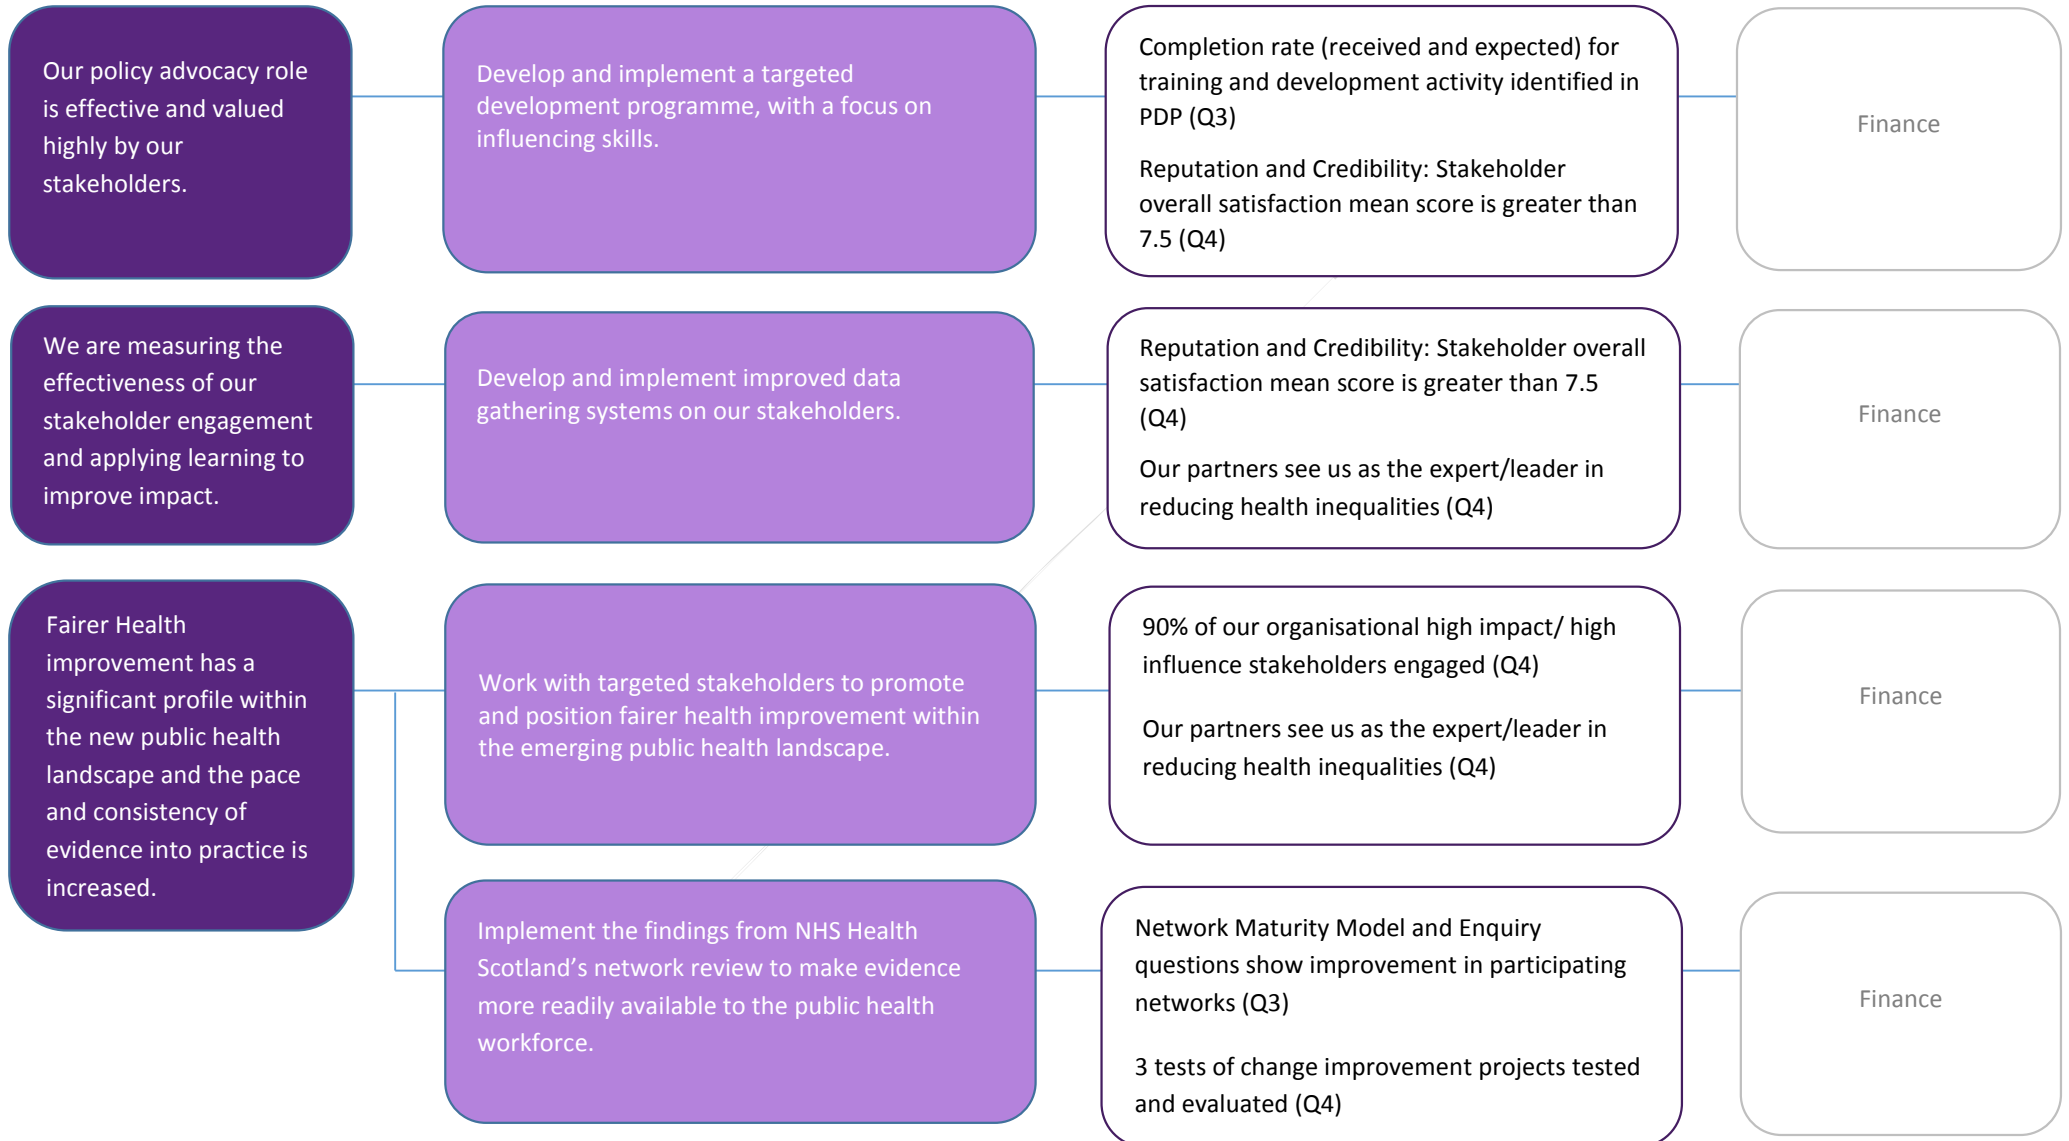 Our policy advocacy role
is effective and valued
highly by our
stakeholders.
Develop and implement a targeted
development programme, with a focus on
influencing skills.
Completion rate (received and expected) for
training and development activity identified in
PDP (Q3)
Reputation and Credibility: Stakeholder
overall satisfaction mean score is greater than
7.5 (Q4)
Finance
We are measuring the
effectiveness of our
stakeholder engagement
and applying learning to
improve impact.
Develop and implement improved data
gathering systems on our stakeholders.
Reputation and Credibility: Stakeholder overall
satisfaction mean score is greater than 7.5
(Q4)
Our partners see us as the expert/leader in
reducing health inequalities (Q4)
Finance
Fairer Health
improvement has a
significant profile within
the new public health
landscape and the pace
and consistency of
evidence into practice is
increased.
Work with targeted stakeholders to promote
and position fairer health improvement within
the emerging public health landscape.
90% of our organisational high impact/ high
influence stakeholders engaged (Q4)
Our partners see us as the expert/leader in
reducing health inequalities (Q4)
Finance
Implement the findings from NHS Health
Scotland’s network review to make evidence
more readily available to the public health
workforce.
Network Maturity Model and Enquiry
questions show improvement in participating
networks (Q3)
3 tests of change improvement projects tested
and evaluated (Q4)
Finance